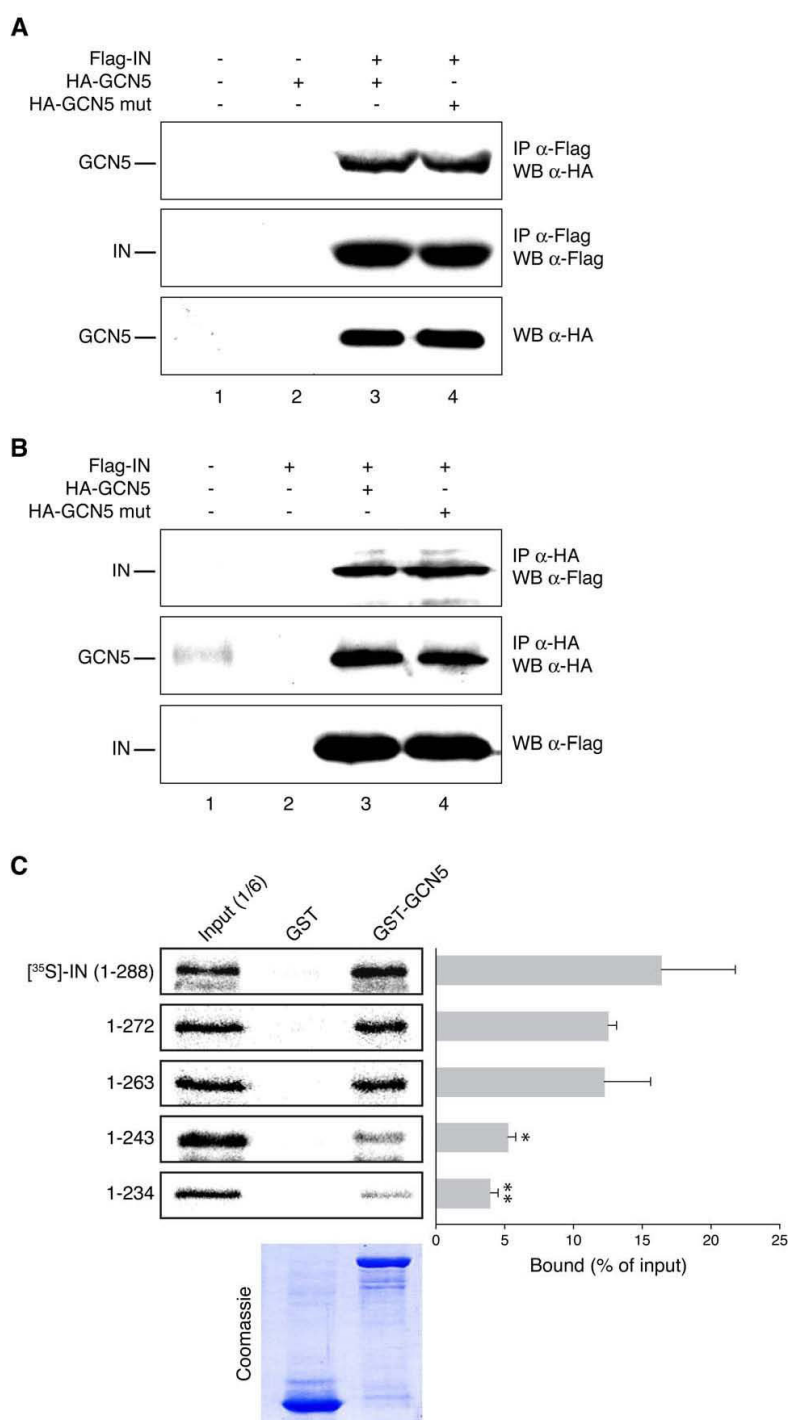 A
Flag-IN - - + +
HA-GCN5 - + + -
HA-GCN5 mut - - - +
GCN5
IP α-Flag
WB α-HA
IN
IP α-Flag
WB α-Flag
GCN5
WB α-HA
1 2 3 4
B
Flag-IN - + + +
HA-GCN5 - - + -
HA-GCN5 mut - - - +
IN
IP α-HA
WB α-Flag
GCN5
IP α-HA
WB α-HA
IN
WB α-Flag
1 2 3 4
C
Input (1/6) GST GST-GCN5
[³⁵S]-IN (1-288)
1-272
1-263
1-243 *
1-234 **
0 5 10 15 20 25
Bound (% of input)
Coomassie